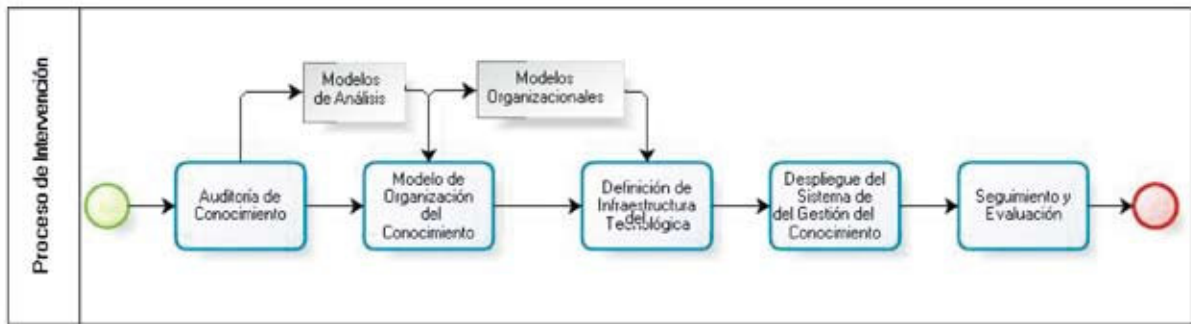 Proceso de Intervención
Modelos
de Análisis
Modelos
Organizacionales
Auditoría de
Conocimiento
Modelo de
Organización
del
Conocimiento
Definición de
Infraestructura
del
Tecnológica
Despliegue del
Sistema de
del Gestión del
Conocimiento
Seguimiento y
Evaluación